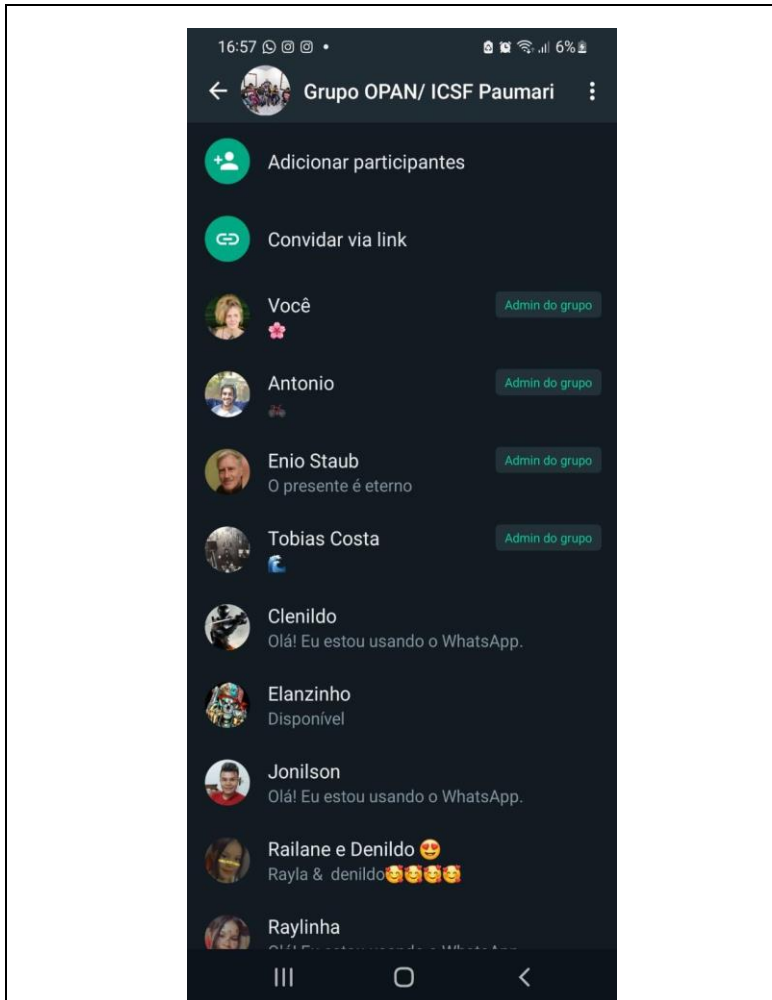 16:57 6%
Grupo OPAN/ ICSF Paumari
Adicionar participantes
Convidar via link
Você Admin do grupo
🌸
Antonio Admin do grupo
🚲
Enio Staub Admin do grupo
O presente é eterno
Tobias Costa Admin do grupo
🌊
Clenildo
Olá! Eu estou usando o WhatsApp.
Elanzinho
Disponível
Jonilson
Olá! Eu estou usando o WhatsApp.
Railane e Denildo 😍
Rayla & denildo🥰🥰🥰🥰
Raylinha